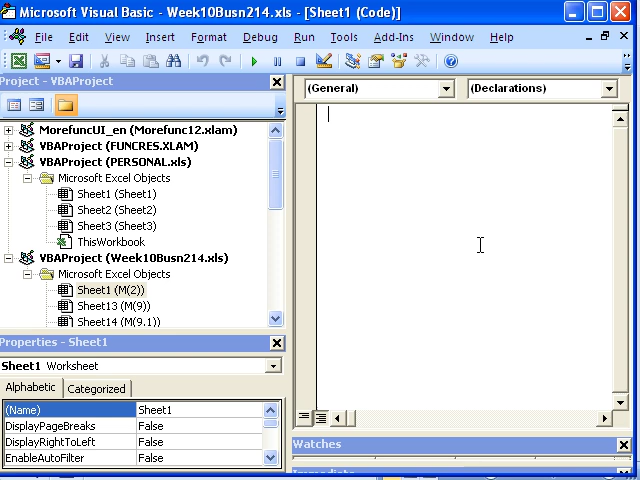 Microsoft Visual Basic - Week10Busn214.xls - [Sheet1 (Code)]
File Edit View Insert Format Debug Run Tools Add-Ins Window Help
Project - VBAProject
(General) (Declarations)
MorefuncUI_en (Morefunc12.xlam)
VBAProject (FUNCRES.XLAM)
VBAProject (PERSONAL.xls)
Microsoft Excel Objects
Sheet1 (Sheet1)
Sheet2 (Sheet2)
Sheet3 (Sheet3)
ThisWorkbook
VBAProject (Week10Busn214.xls)
Microsoft Excel Objects
Sheet1 (M(2))
Sheet13 (M(9))
Sheet14 (M(9.1))
Properties - Sheet1
Sheet1 Worksheet
Alphabetic Categorized
(Name) Sheet1
DisplayPageBreaks False
DisplayRightToLeft False
EnableAutoFilter False
Watches
Immediate